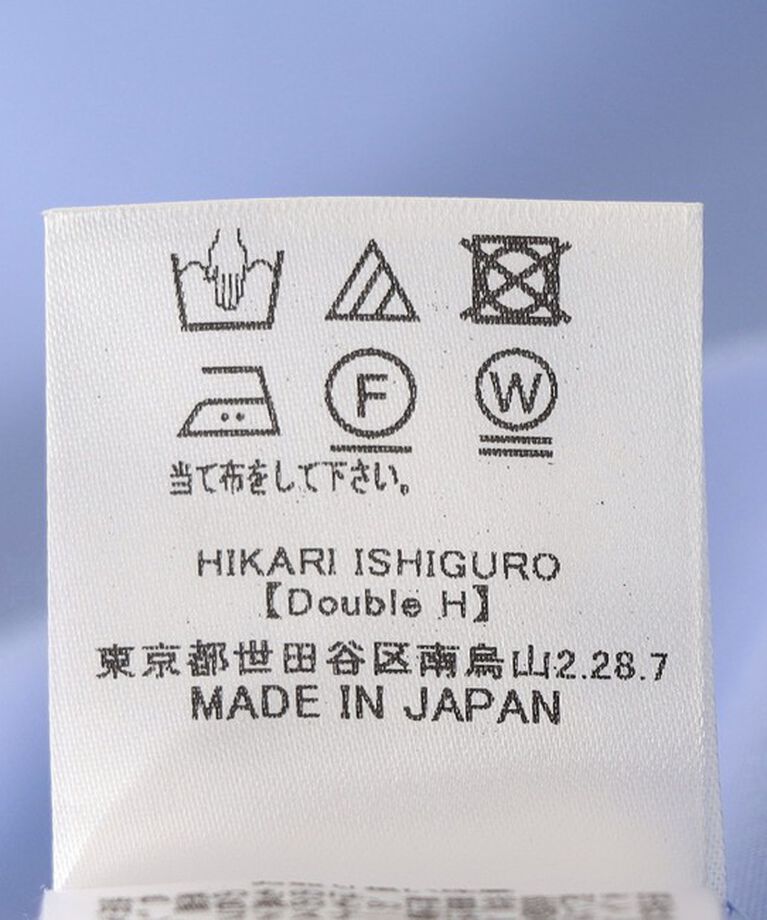 F W
当て布をして下さい。
HIKARI ISHIGURO
【Double H】
東京都世田谷区南烏山2.28.7
MADE IN JAPAN